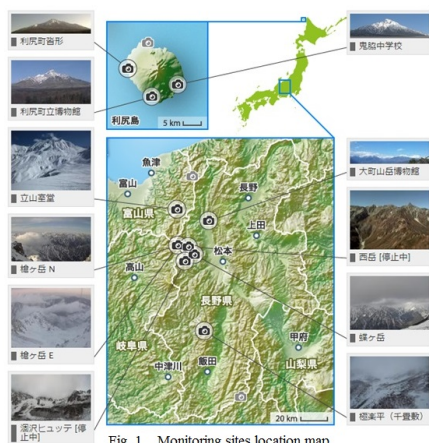 利尻町沓形
利尻町立博物館
立山室堂
槍ヶ岳 N
槍ヶ岳 E
涸沢ヒュッテ [停
止中]
利尻島
5 km
鬼脇中学校
大町山岳博物館
西岳 [停止中]
蝶ヶ岳
極楽平（千畳敷）
魚津
富山
富山県
長野
上田
松本
高山
長野県
岐阜県
甲府
山梨県
中津川
飯田
20 km
Fig. 1 Monitoring sites location map